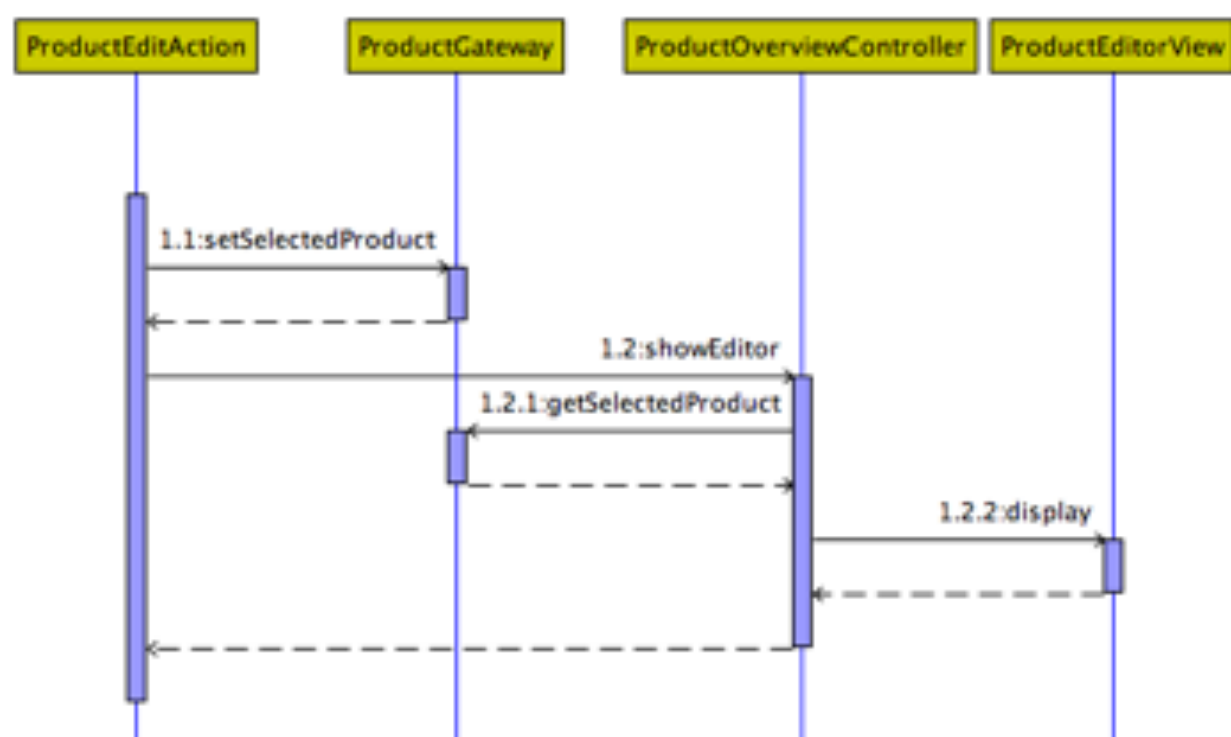 ProductEditAction
ProductGateway
ProductOverviewController
ProductEditorView
1.1:setSelectedProduct
1.2:showEditor
1.2.1:getSelectedProduct
1.2.2:display